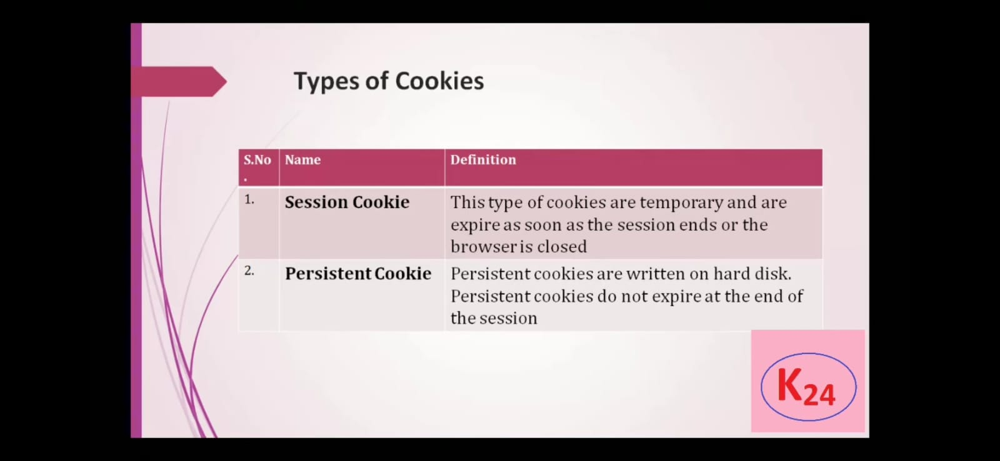 Types of Cookies
S.No
.
Name
Definition
1.
Session Cookie
This type of cookies are temporary and are
expire as soon as the session ends or the
browser is closed
2.
Persistent Cookie
Persistent cookies are written on hard disk.
Persistent cookies do not expire at the end of
the session
K24